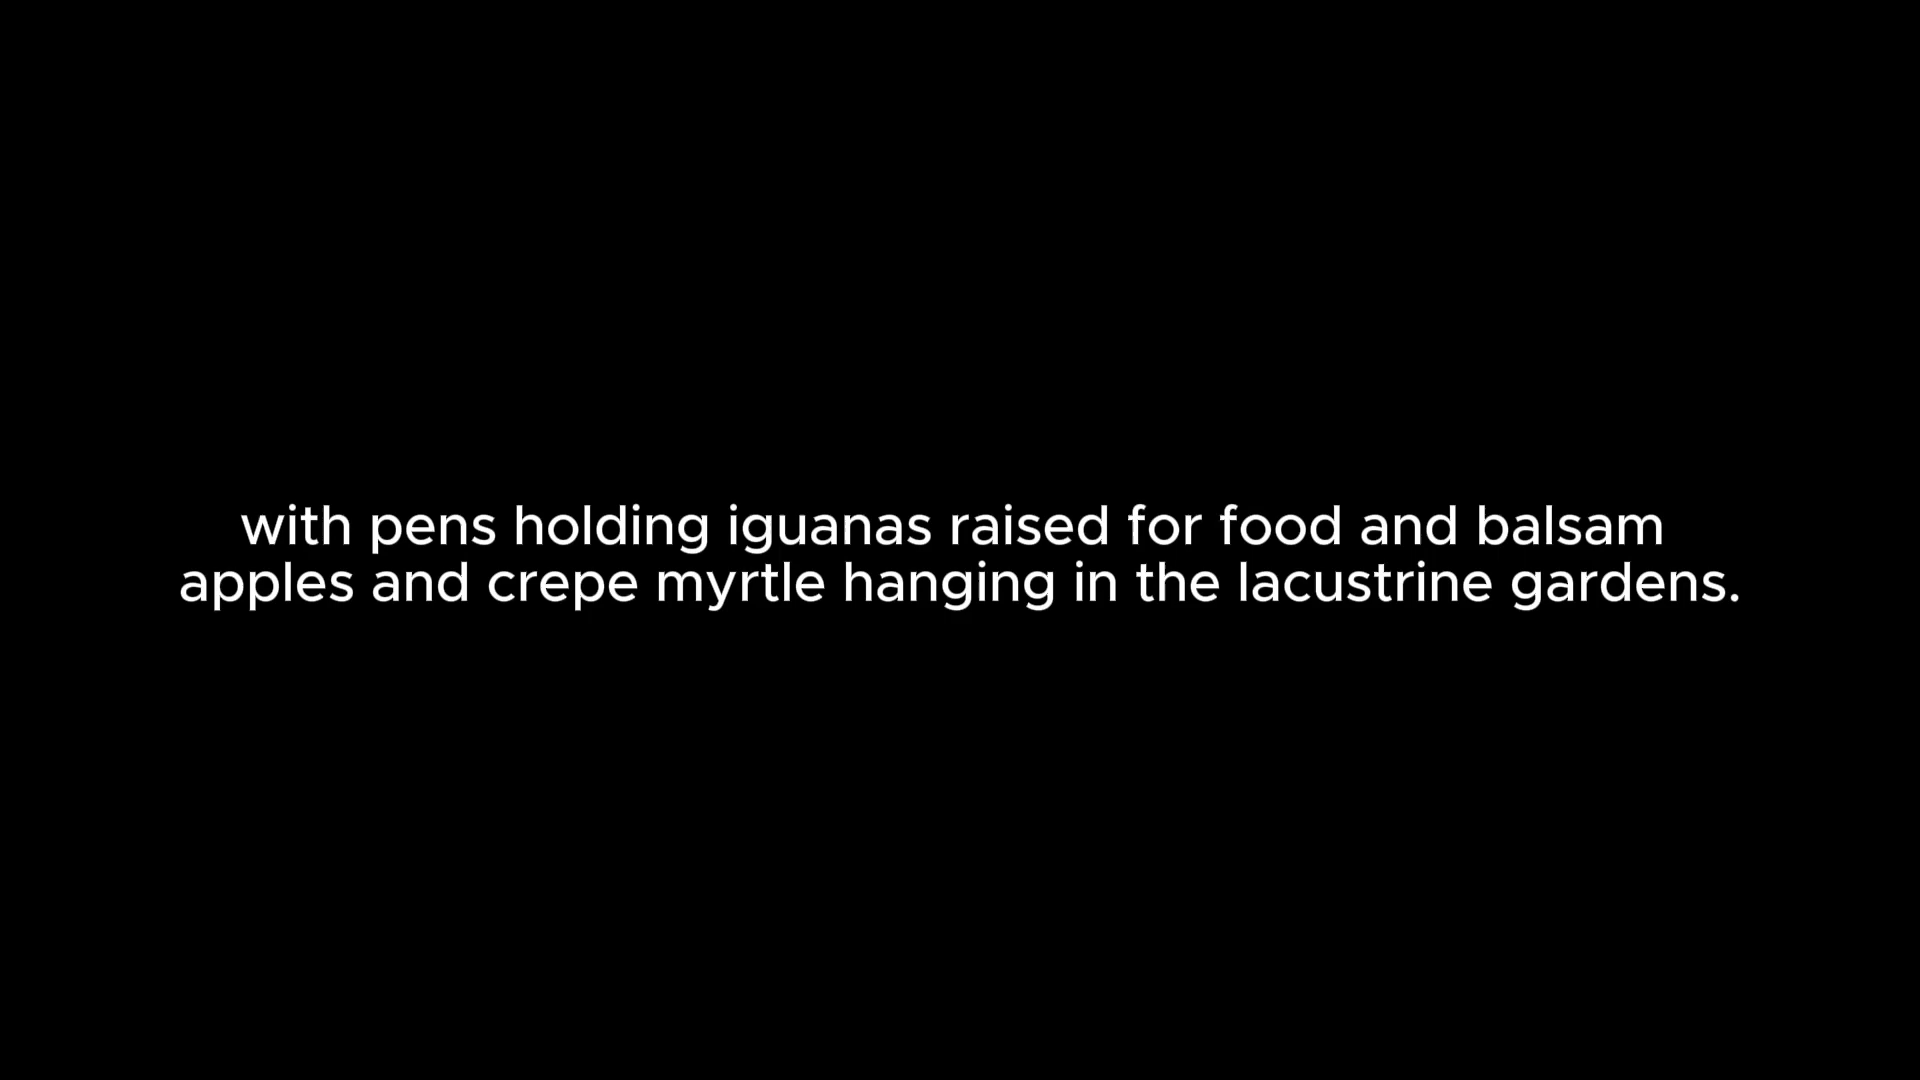 with pens holding iguanas raised for food and balsam
apples and crepe myrtle hanging in the lacustrine gardens.